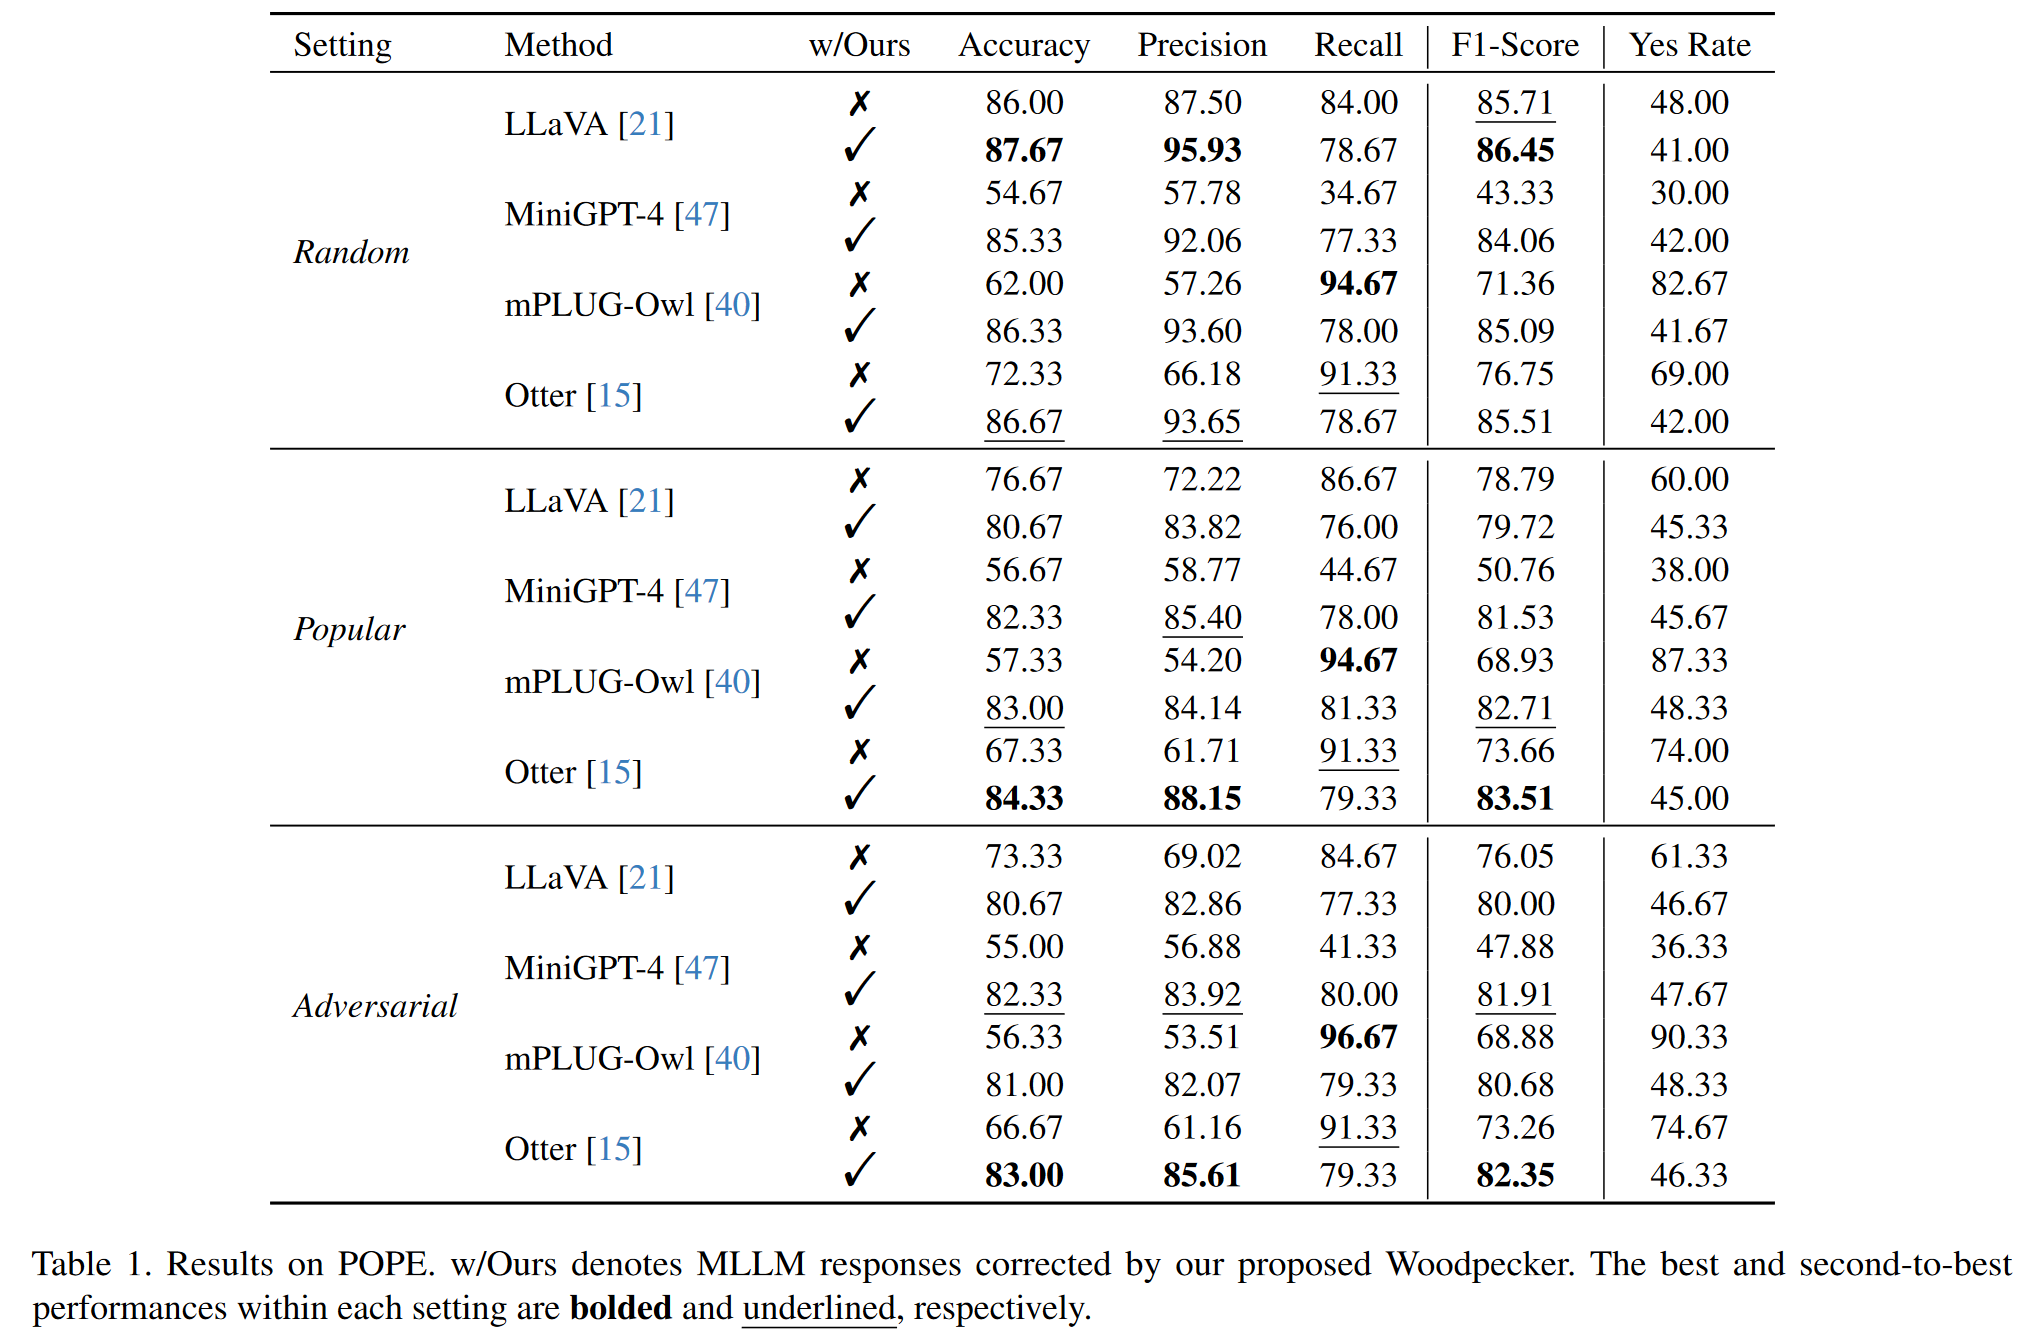 Setting Method w/Ours Accuracy Precision Recall F1-Score Yes Rate
Random LLaVA [21] ✗ 86.00 87.50 84.00 85.71 48.00
✓ 87.67 95.93 78.67 86.45 41.00
MiniGPT-4 [47] ✗ 54.67 57.78 34.67 43.33 30.00
✓ 85.33 92.06 77.33 84.06 42.00
mPLUG-Owl [40] ✗ 62.00 57.26 94.67 71.36 82.67
✓ 86.33 93.60 78.00 85.09 41.67
Otter [15] ✗ 72.33 66.18 91.33 76.75 69.00
✓ 86.67 93.65 78.67 85.51 42.00
Popular LLaVA [21] ✗ 76.67 72.22 86.67 78.79 60.00
✓ 80.67 83.82 76.00 79.72 45.33
MiniGPT-4 [47] ✗ 56.67 58.77 44.67 50.76 38.00
✓ 82.33 85.40 78.00 81.53 45.67
mPLUG-Owl [40] ✗ 57.33 54.20 94.67 68.93 87.33
✓ 83.00 84.14 81.33 82.71 48.33
Otter [15] ✗ 67.33 61.71 91.33 73.66 74.00
✓ 84.33 88.15 79.33 83.51 45.00
Adversarial LLaVA [21] ✗ 73.33 69.02 84.67 76.05 61.33
✓ 80.67 82.86 77.33 80.00 46.67
MiniGPT-4 [47] ✗ 55.00 56.88 41.33 47.88 36.33
✓ 82.33 83.92 80.00 81.91 47.67
mPLUG-Owl [40] ✗ 56.33 53.51 96.67 68.88 90.33
✓ 81.00 82.07 79.33 80.68 48.33
Otter [15] ✗ 66.67 61.16 91.33 73.26 74.67
✓ 83.00 85.61 79.33 82.35 46.33
Table 1. Results on POPE. w/Ours denotes MLLM responses corrected by our proposed Woodpecker. The best and second-to-best
performances within each setting are bolded and underlined, respectively.